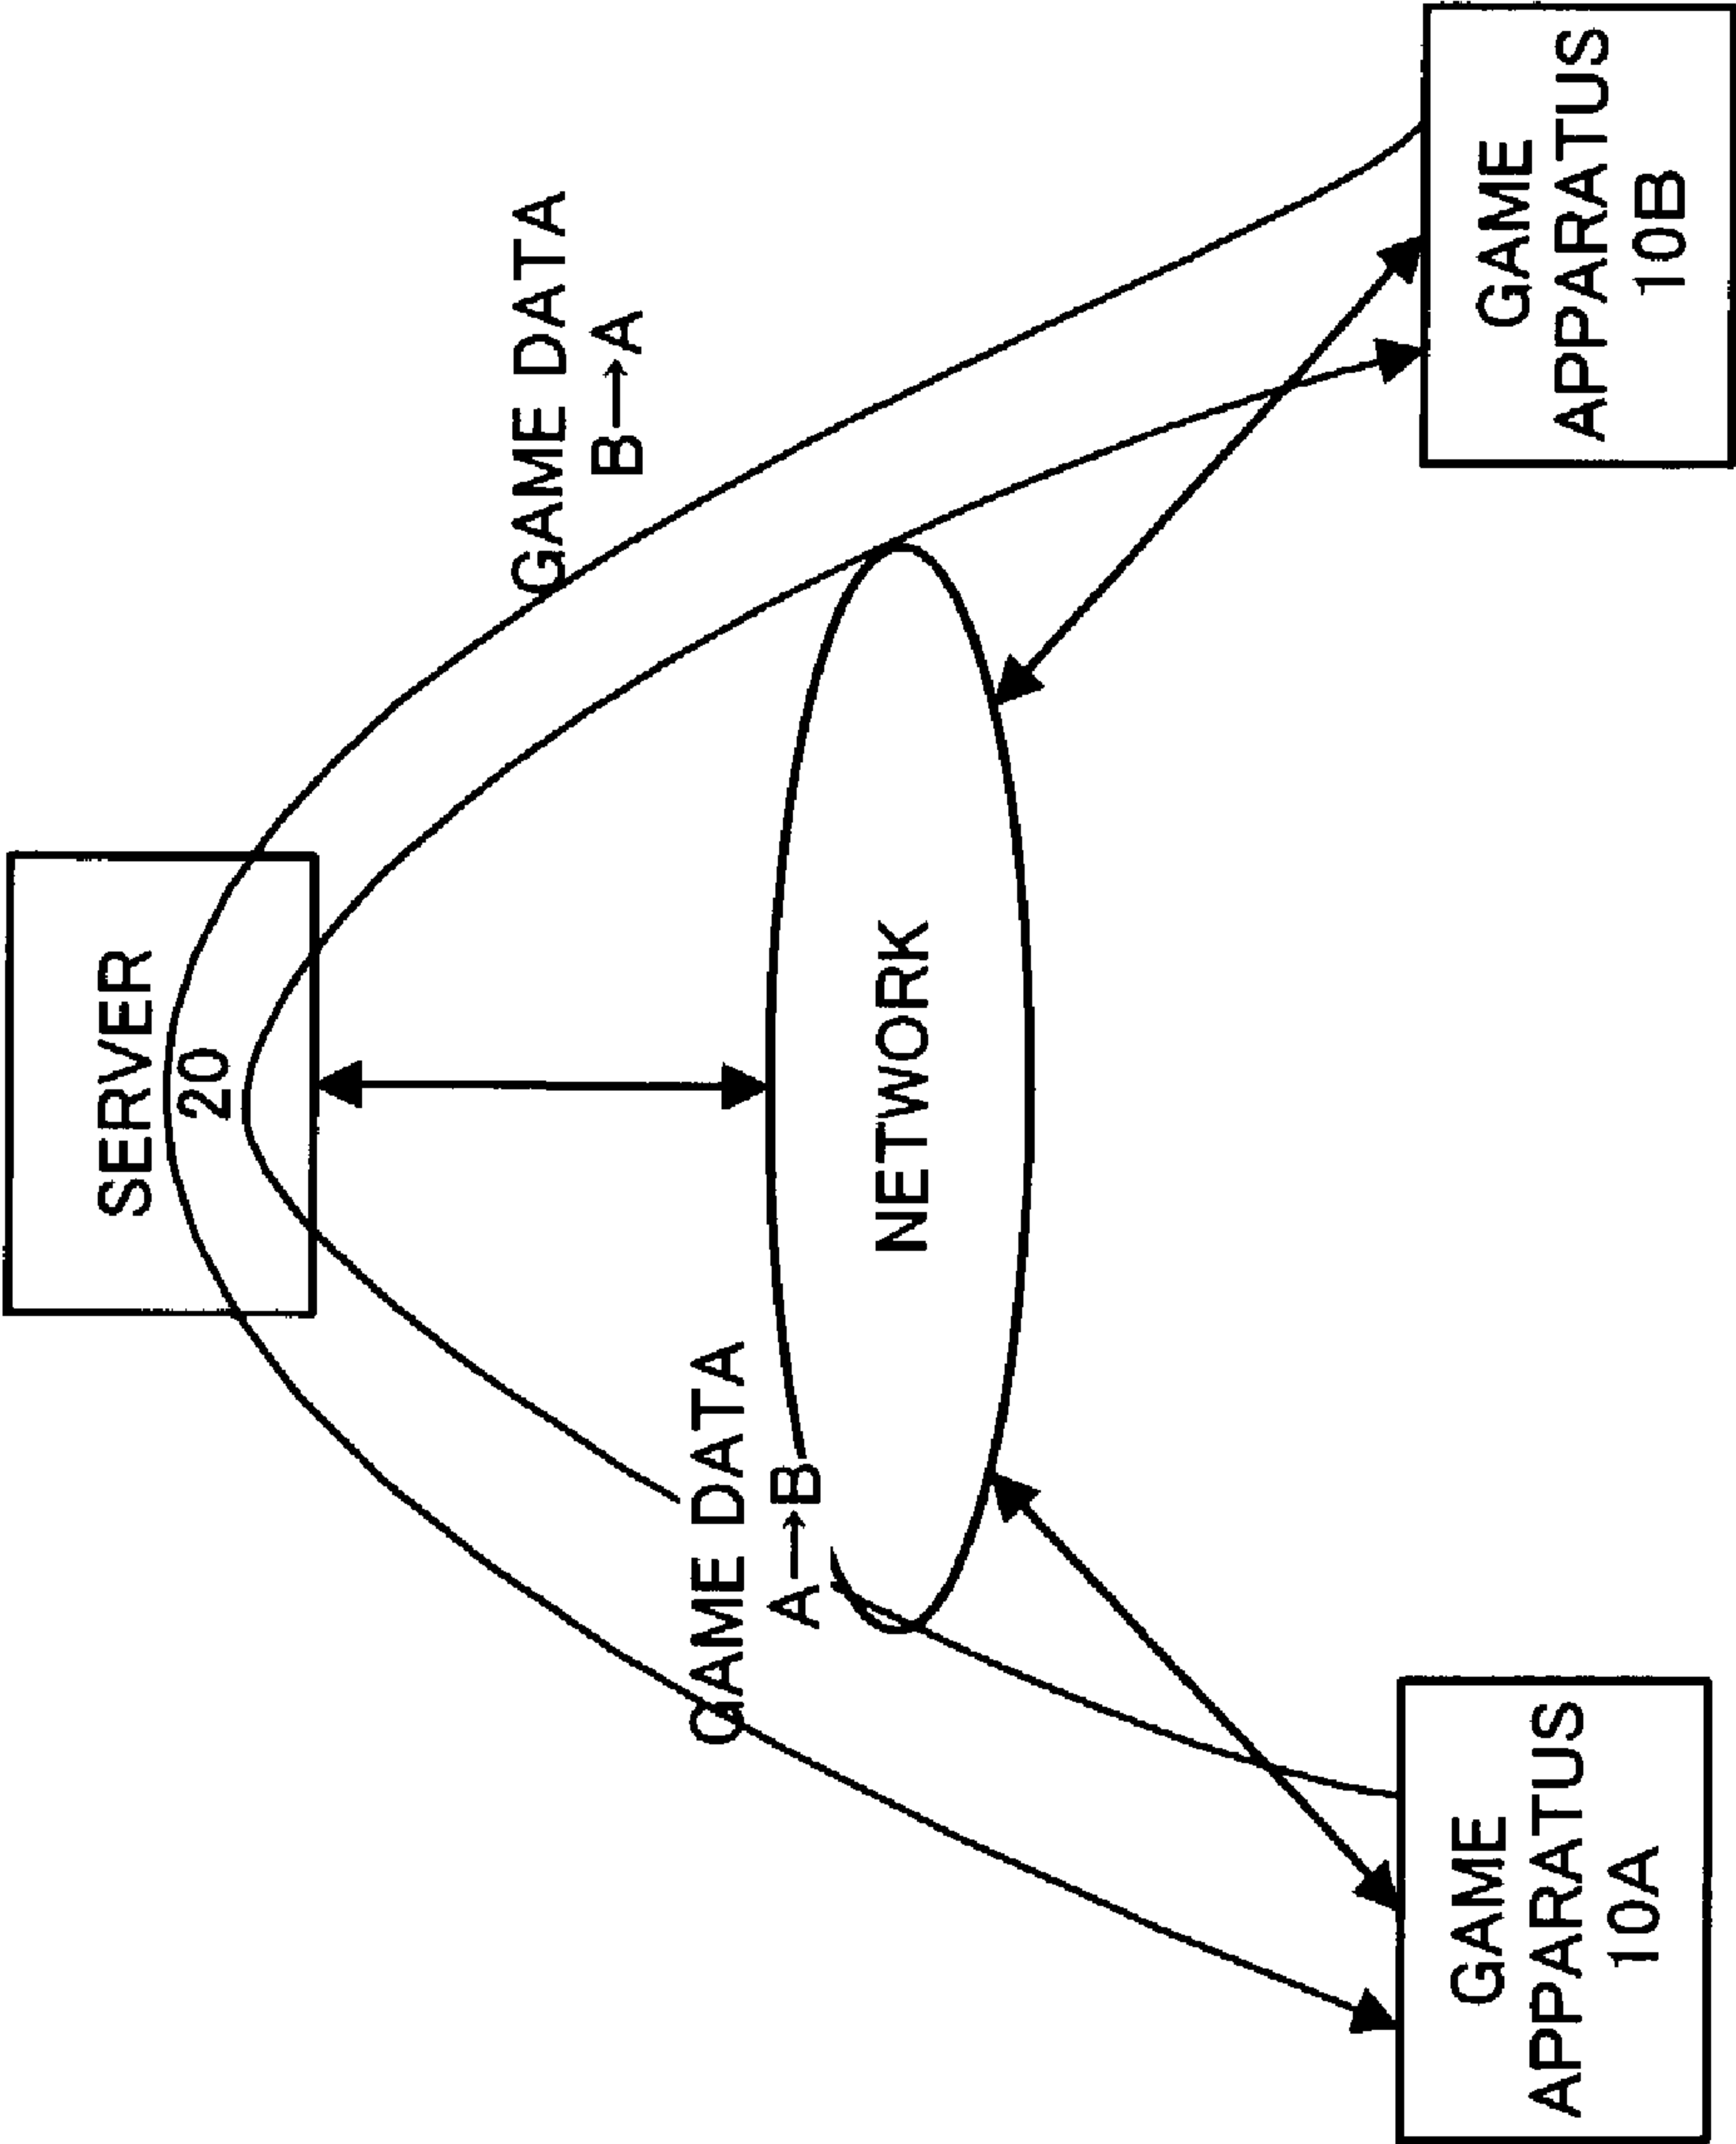 SERVER
20
GAME DATA
B→A
GAME DATA
A→B
NETWORK
GAME
APPARATUS
10A
GAME
APPARATUS
10B